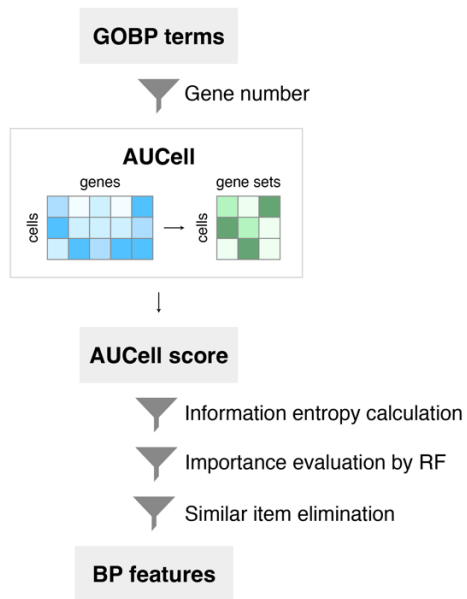 GOBP terms
Gene number
AUCell
genes
gene sets
cells
cells
AUCell score
Information entropy calculation
Importance evaluation by RF
Similar item elimination
BP features